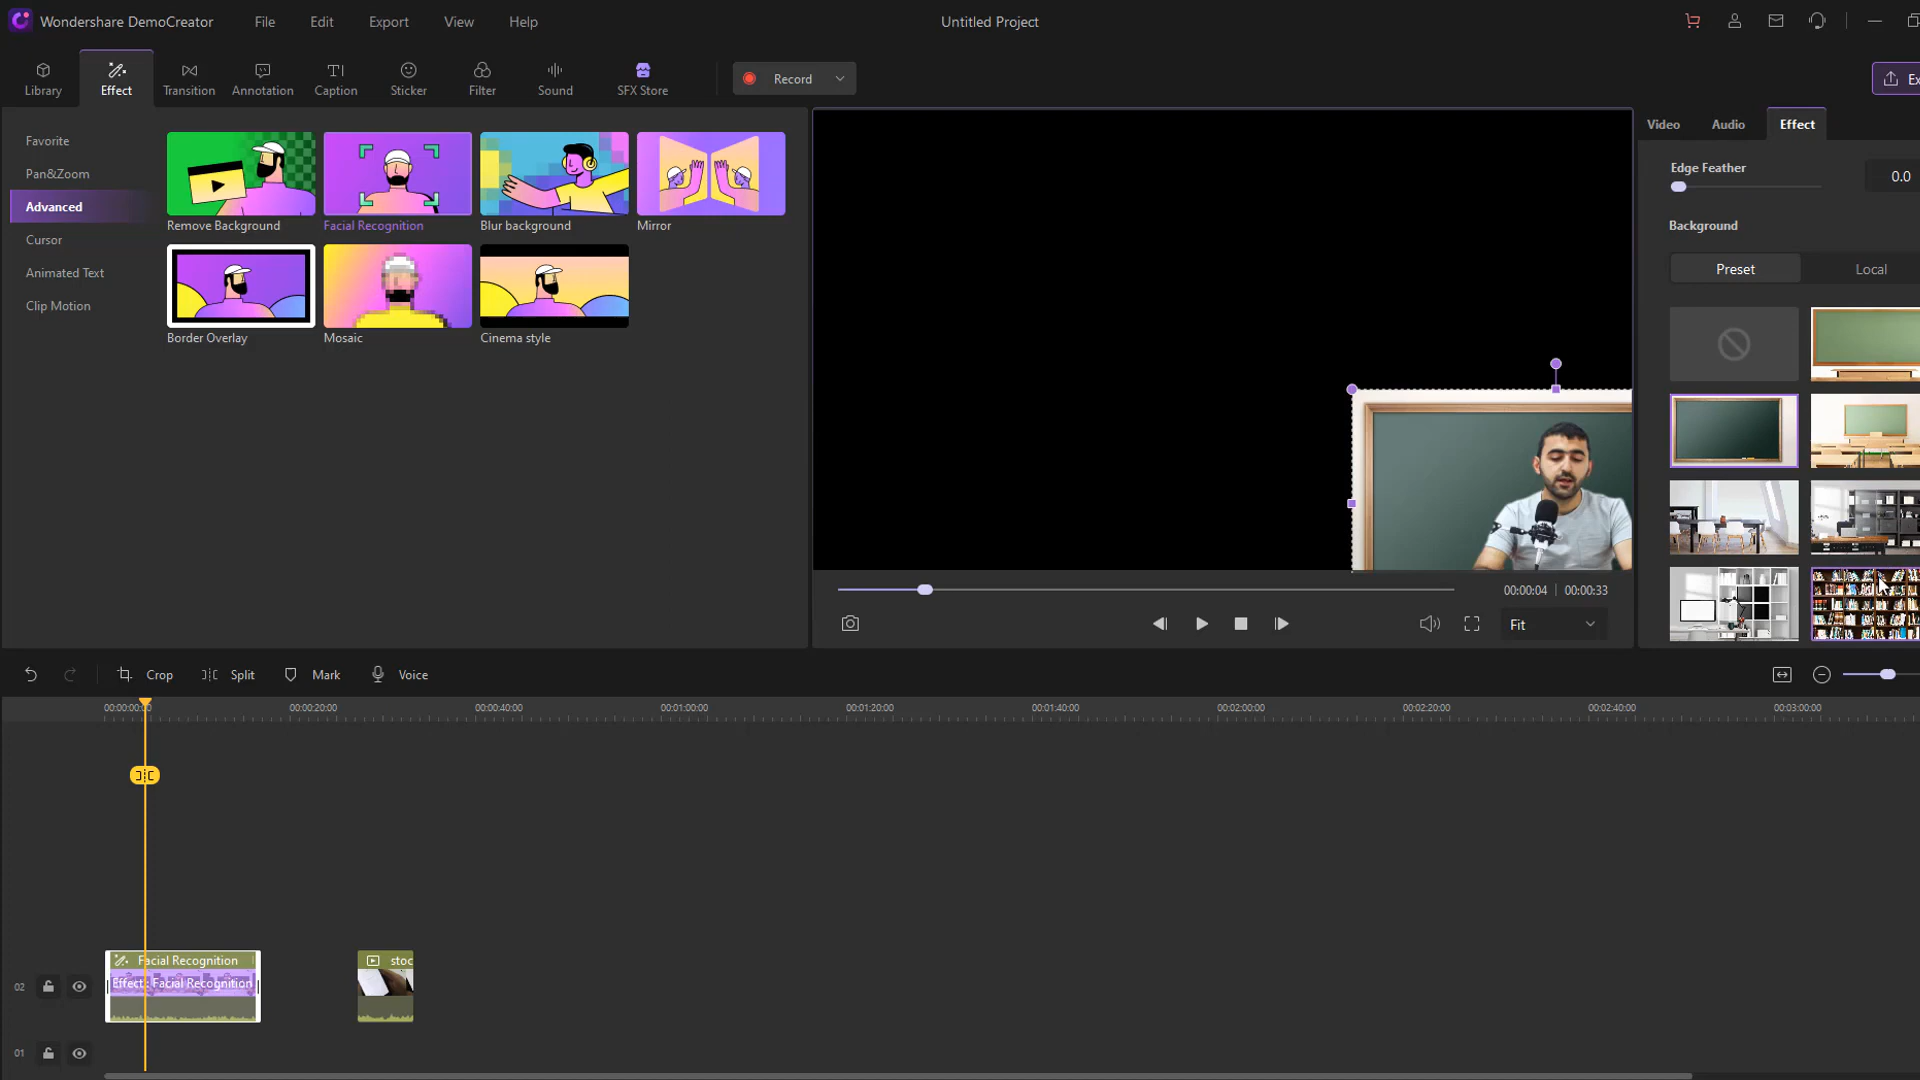 Wondershare DemoCreator File Edit Export View Help Untitled Project
Library Effect Transition Annotation Caption Sticker Filter Sound SFX Store Record
Ex
Favorite
Pan&Zoom
Advanced
Cursor
Animated Text
Clip Motion
Remove Background Facial Recognition Blur background Mirror
Border Overlay Mosaic Cinema style
Video Audio Effect
Edge Feather 0.0
Background
Preset Local
00:00:04 | 00:00:33
Fit
Crop Split Mark Voice
00:00:00:00 00:00:20:00 00:00:40:00 00:01:00:00 00:01:20:00 00:01:40:00 00:02:00:00 00:02:20:00 00:02:40:00 00:03:00:00
02 Facial Recognition stoc
Effect : Facial Recognition
01